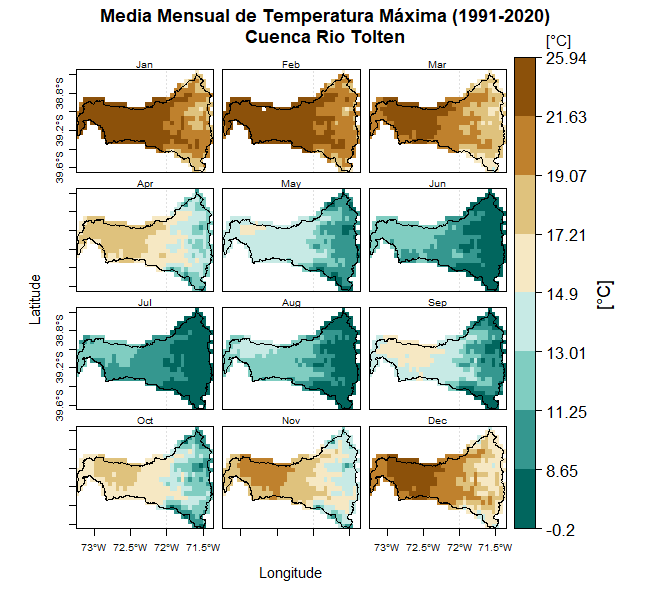 Media Mensual de Temperatura Máxima (1991-2020)
Cuenca Rio Tolten
[°C]
Jan Feb Mar
39.6°S 39.2°S 38.8°S
Apr May Jun
Jul Aug Sep
39.6°S 39.2°S 38.8°S
Oct Nov Dec
73°W 72.5°W 72°W 71.5°W
73°W 72.5°W 72°W 71.5°W
Longitude
Latitude
25.94
21.63
19.07
17.21
14.9
13.01
11.25
8.65
-0.2
[°C]